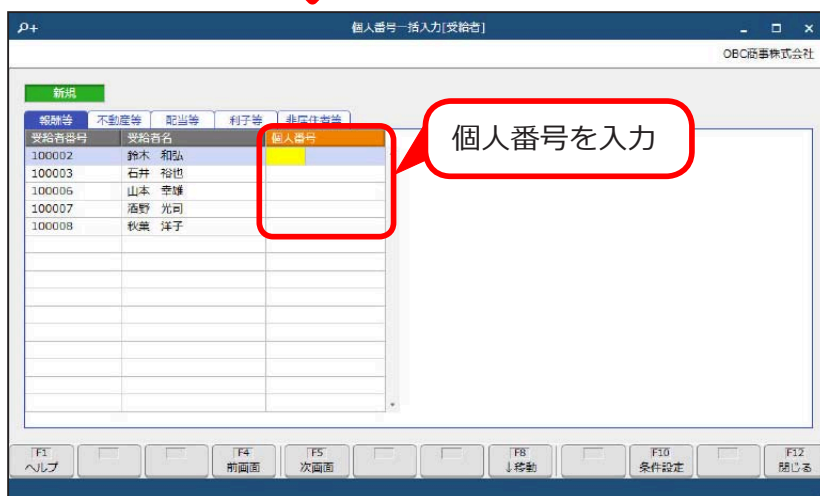 個人番号一括入力[受給者]
OBC商事株式会社
新規
報酬等 不動産等 配当等 利子等 非居住者等
受給者番号 受給者名 個人番号
個人番号を入力
100002 鈴木 和弘
100003 石井 裕也
100006 山本 幸雄
100007 酒野 光司
100008 秋葉 洋子
F1 F4 F5 F8 F10 F12
ヘルプ 前画面 次画面 ↓移動 条件設定 閉じる